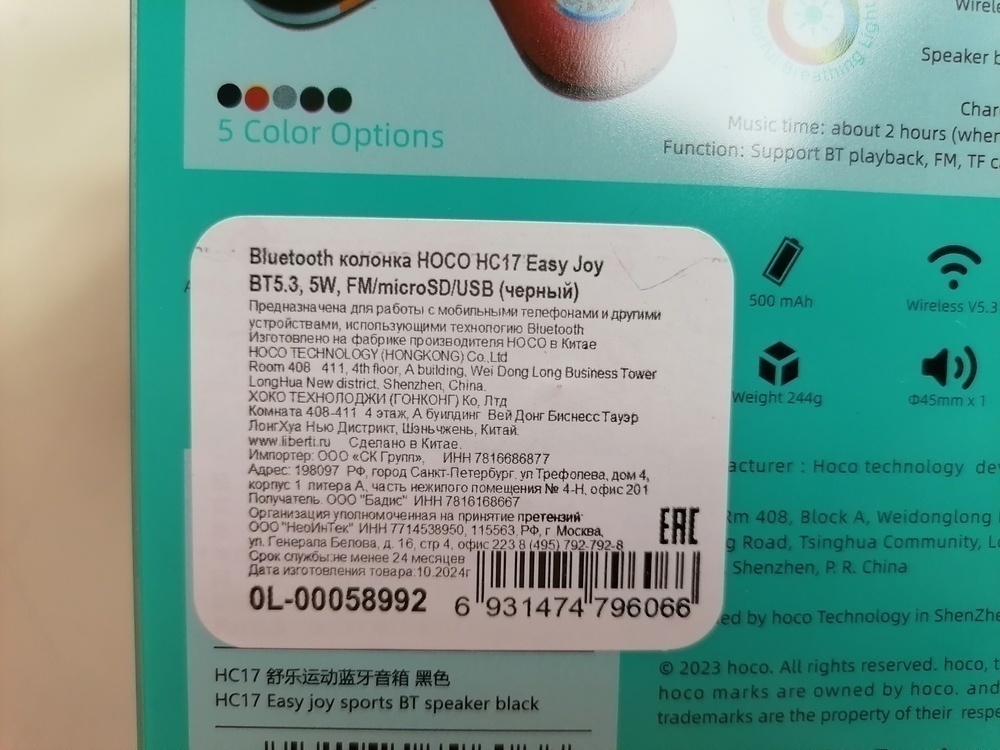 Breathing Light
5 Color Options
Speaker
Music time: about 2 hours
Function: Support BT playback, FM, TF
Bluetooth колонка HOCO HC17 Easy Joy
BT5.3, 5W, FM/microSD/USB (черный)
Предназначена для работы с мобильными телефонами и другими
устройствами, использующими технологию Bluetooth
Изготовлено на фабрике производителя HOCO в Китае
HOCO TECHNOLOGY (HONGKONG) Co.,Ltd
Room 408 411, 4th floor, A building, Wei Dong Long Business Tower
LongHua New district, Shenzhen, China.
ХОКО ТЕХНОЛОДЖИ (ГОНКОНГ) Ко, Лтд
Комната 408-411 4 этаж, А буилдинг Вей Донг Биснесс Тауэр
ЛонгХуа Нью Дистрикт, Шэньчжень, Китай.
www.liberti.ru Сделано в Китае.
Импортер: ООО «СК Групп», ИНН 7816686877
Адрес: 198097 РФ, город Санкт-Петербург, ул Трефолева, дом 4,
корпус 1 литера А, часть нежилого помещения № 4-Н, офис 201
Получатель. ООО "Бадис" ИНН 7816168667
Организация уполномоченная на принятие претензий:
ООО "НеоИнТек" ИНН 7714538950, 115563, РФ, г Москва,
ул. Генерала Белова, д. 16, стр 4, офис 223 8 (495) 792-792-8
Срок службы:не менее 24 месяцев
Дата изготовления товара:10.2024г
EAC
0L-00058992
6 931474 796066
500 mAh
Wireless V5.3
Weight 244g
Φ45mm x 1
: Hoco technology
Rm 408, Block A, Weidonglong
Road, Tsinghua Community,
Shenzhen, P. R. China
by hoco Technology in
© 2023 hoco. All rights reserved. hoco,
hoco marks are owned by hoco. and
trademarks are the property of their
HC17 舒乐运动蓝牙音箱 黑色
HC17 Easy joy sports BT speaker black